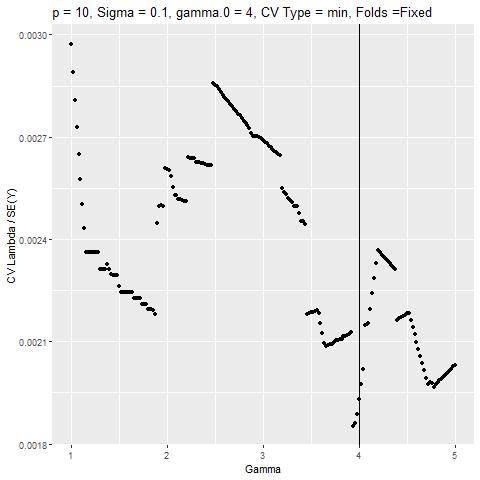 p = 10, Sigma = 0.1, gamma.0 = 4, CV Type = min, Folds =Fixed
0.0030
0.0027
0.0024
0.0021
0.0018
CV Lambda / SE(Y)
1 2 3 4 5
Gamma